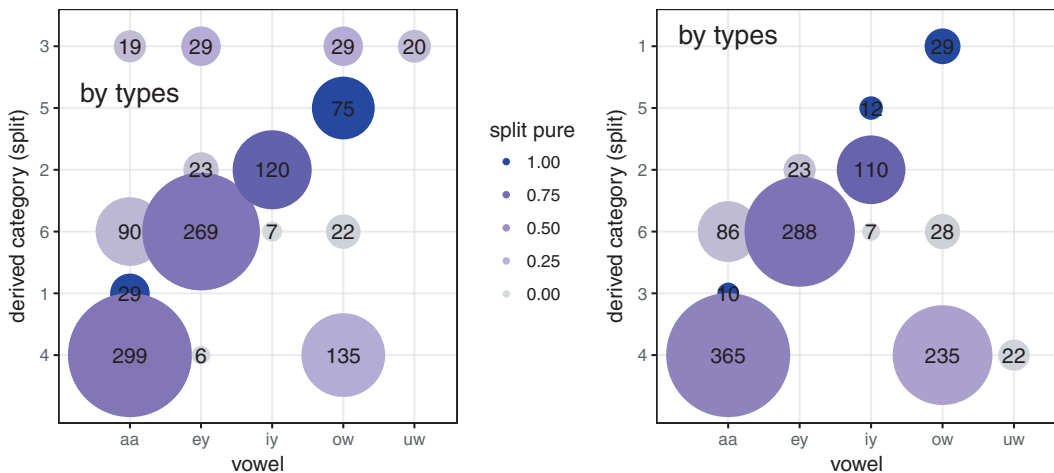 by types
derived category (split)
3 19 29 29 20
5 75
2 23 120
6 90 269 7 22
1 29
4 299 6 135
aa ey iy ow uw
vowel
split pure
1.00
0.75
0.50
0.25
0.00
by types
derived category (split)
1 29
5 12
2 23 110
6 86 288 7 28
3 10
4 365 235 22
aa ey iy ow uw
vowel